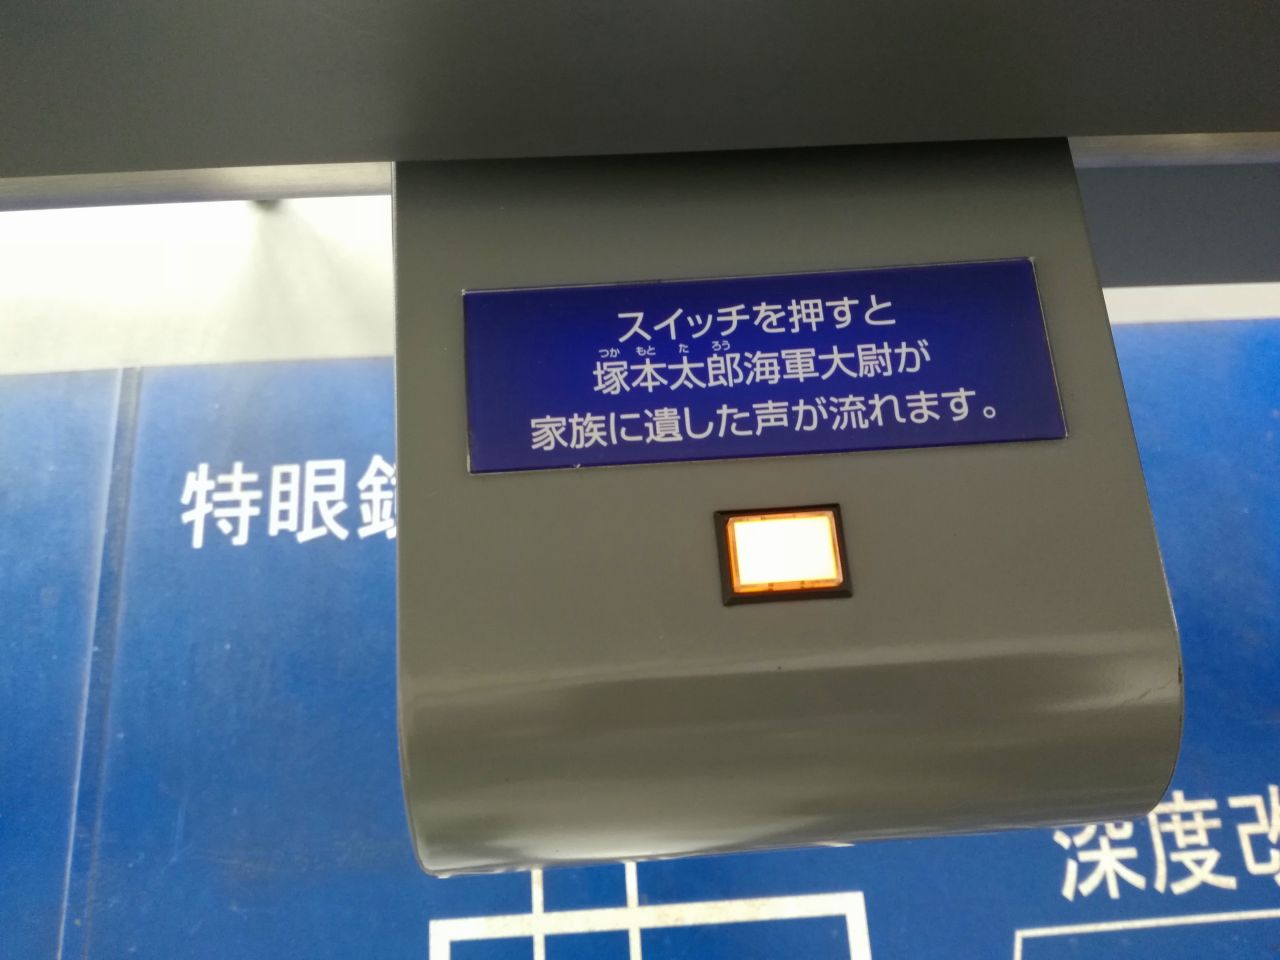 スイッチを押すと
つか もと た ろう
塚本太郎海軍大尉が
家族に遺した声が流れます。
特眼
深度改